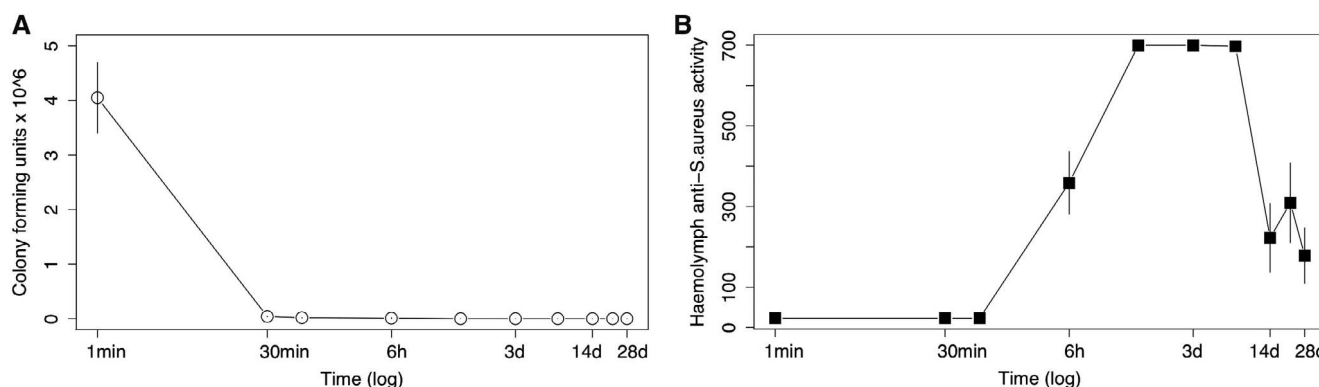 A
Colony forming units x 10^6
5
4
3
2
1
0
1min
30min
6h
3d
14d
28d
Time (log)
B
Haemolymph anti-S.aureus activity
700
500
300
100
0
1min
30min
6h
3d
14d
28d
Time (log)